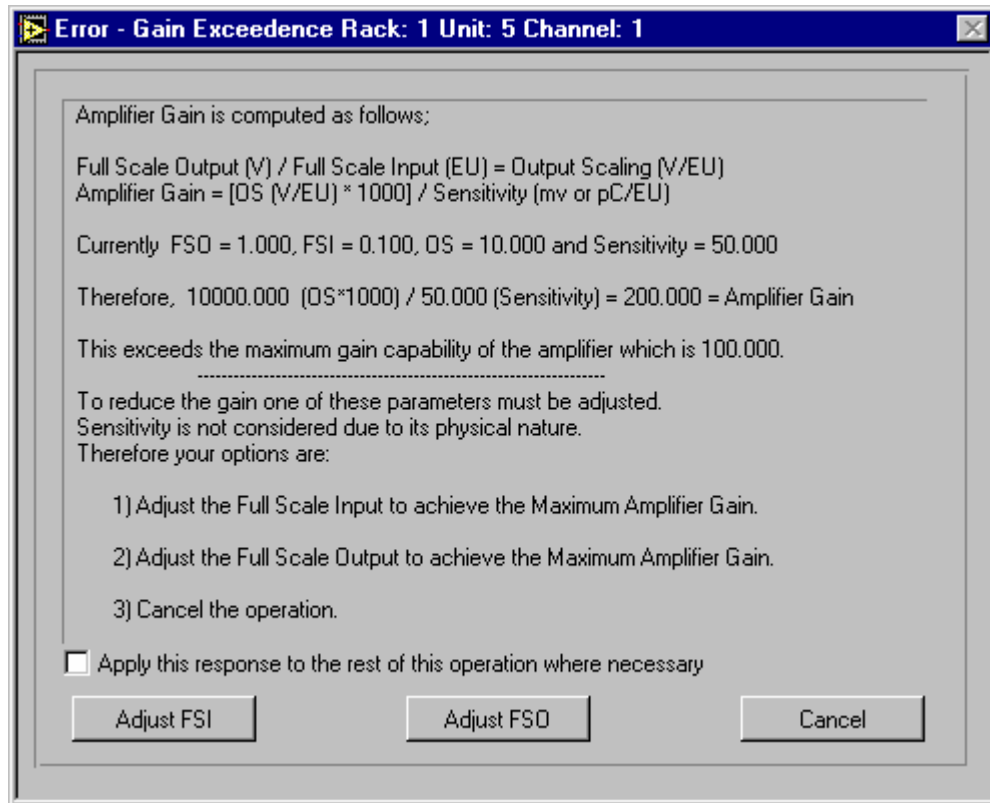 Error - Gain Exceedence Rack: 1 Unit: 5 Channel: 1
Amplifier Gain is computed as follows;
Full Scale Output (V) / Full Scale Input (EU) = Output Scaling (V/EU)
Amplifier Gain = [OS (V/EU) * 1000] / Sensitivity (mv or pC/EU)
Currently FSO = 1.000, FSI = 0.100, OS = 10.000 and Sensitivity = 50.000
Therefore, 10000.000 (OS*1000) / 50.000 (Sensitivity) = 200.000 = Amplifier Gain
This exceeds the maximum gain capability of the amplifier which is 100.000.
--------------------------------------------------------------------
To reduce the gain one of these parameters must be adjusted.
Sensitivity is not considered due to its physical nature.
Therefore your options are:
1) Adjust the Full Scale Input to achieve the Maximum Amplifier Gain.
2) Adjust the Full Scale Output to achieve the Maximum Amplifier Gain.
3) Cancel the operation.
Apply this response to the rest of this operation where necessary
Adjust FSI
Adjust FSO
Cancel